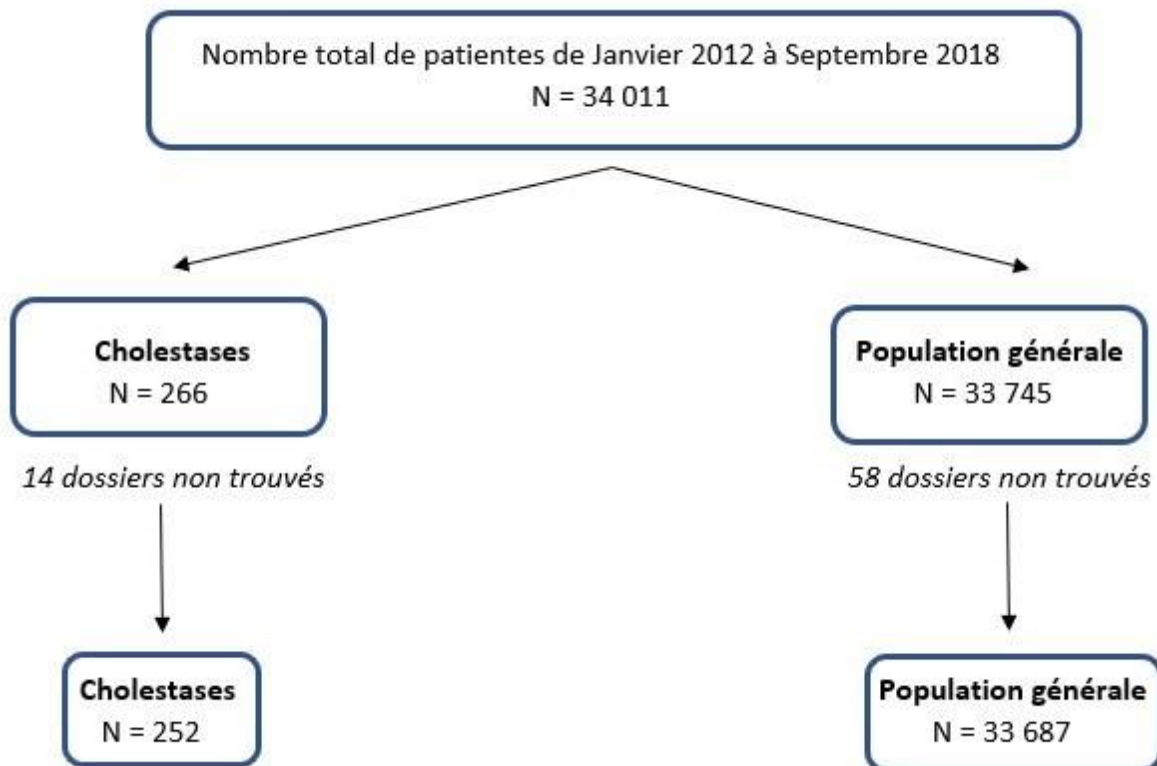 Nombre total de patientes de Janvier 2012 à Septembre 2018
N = 34 011
Cholestases
N = 266
Population générale
N = 33 745
14 dossiers non trouvés
58 dossiers non trouvés
Cholestases
N = 252
Population générale
N = 33 687